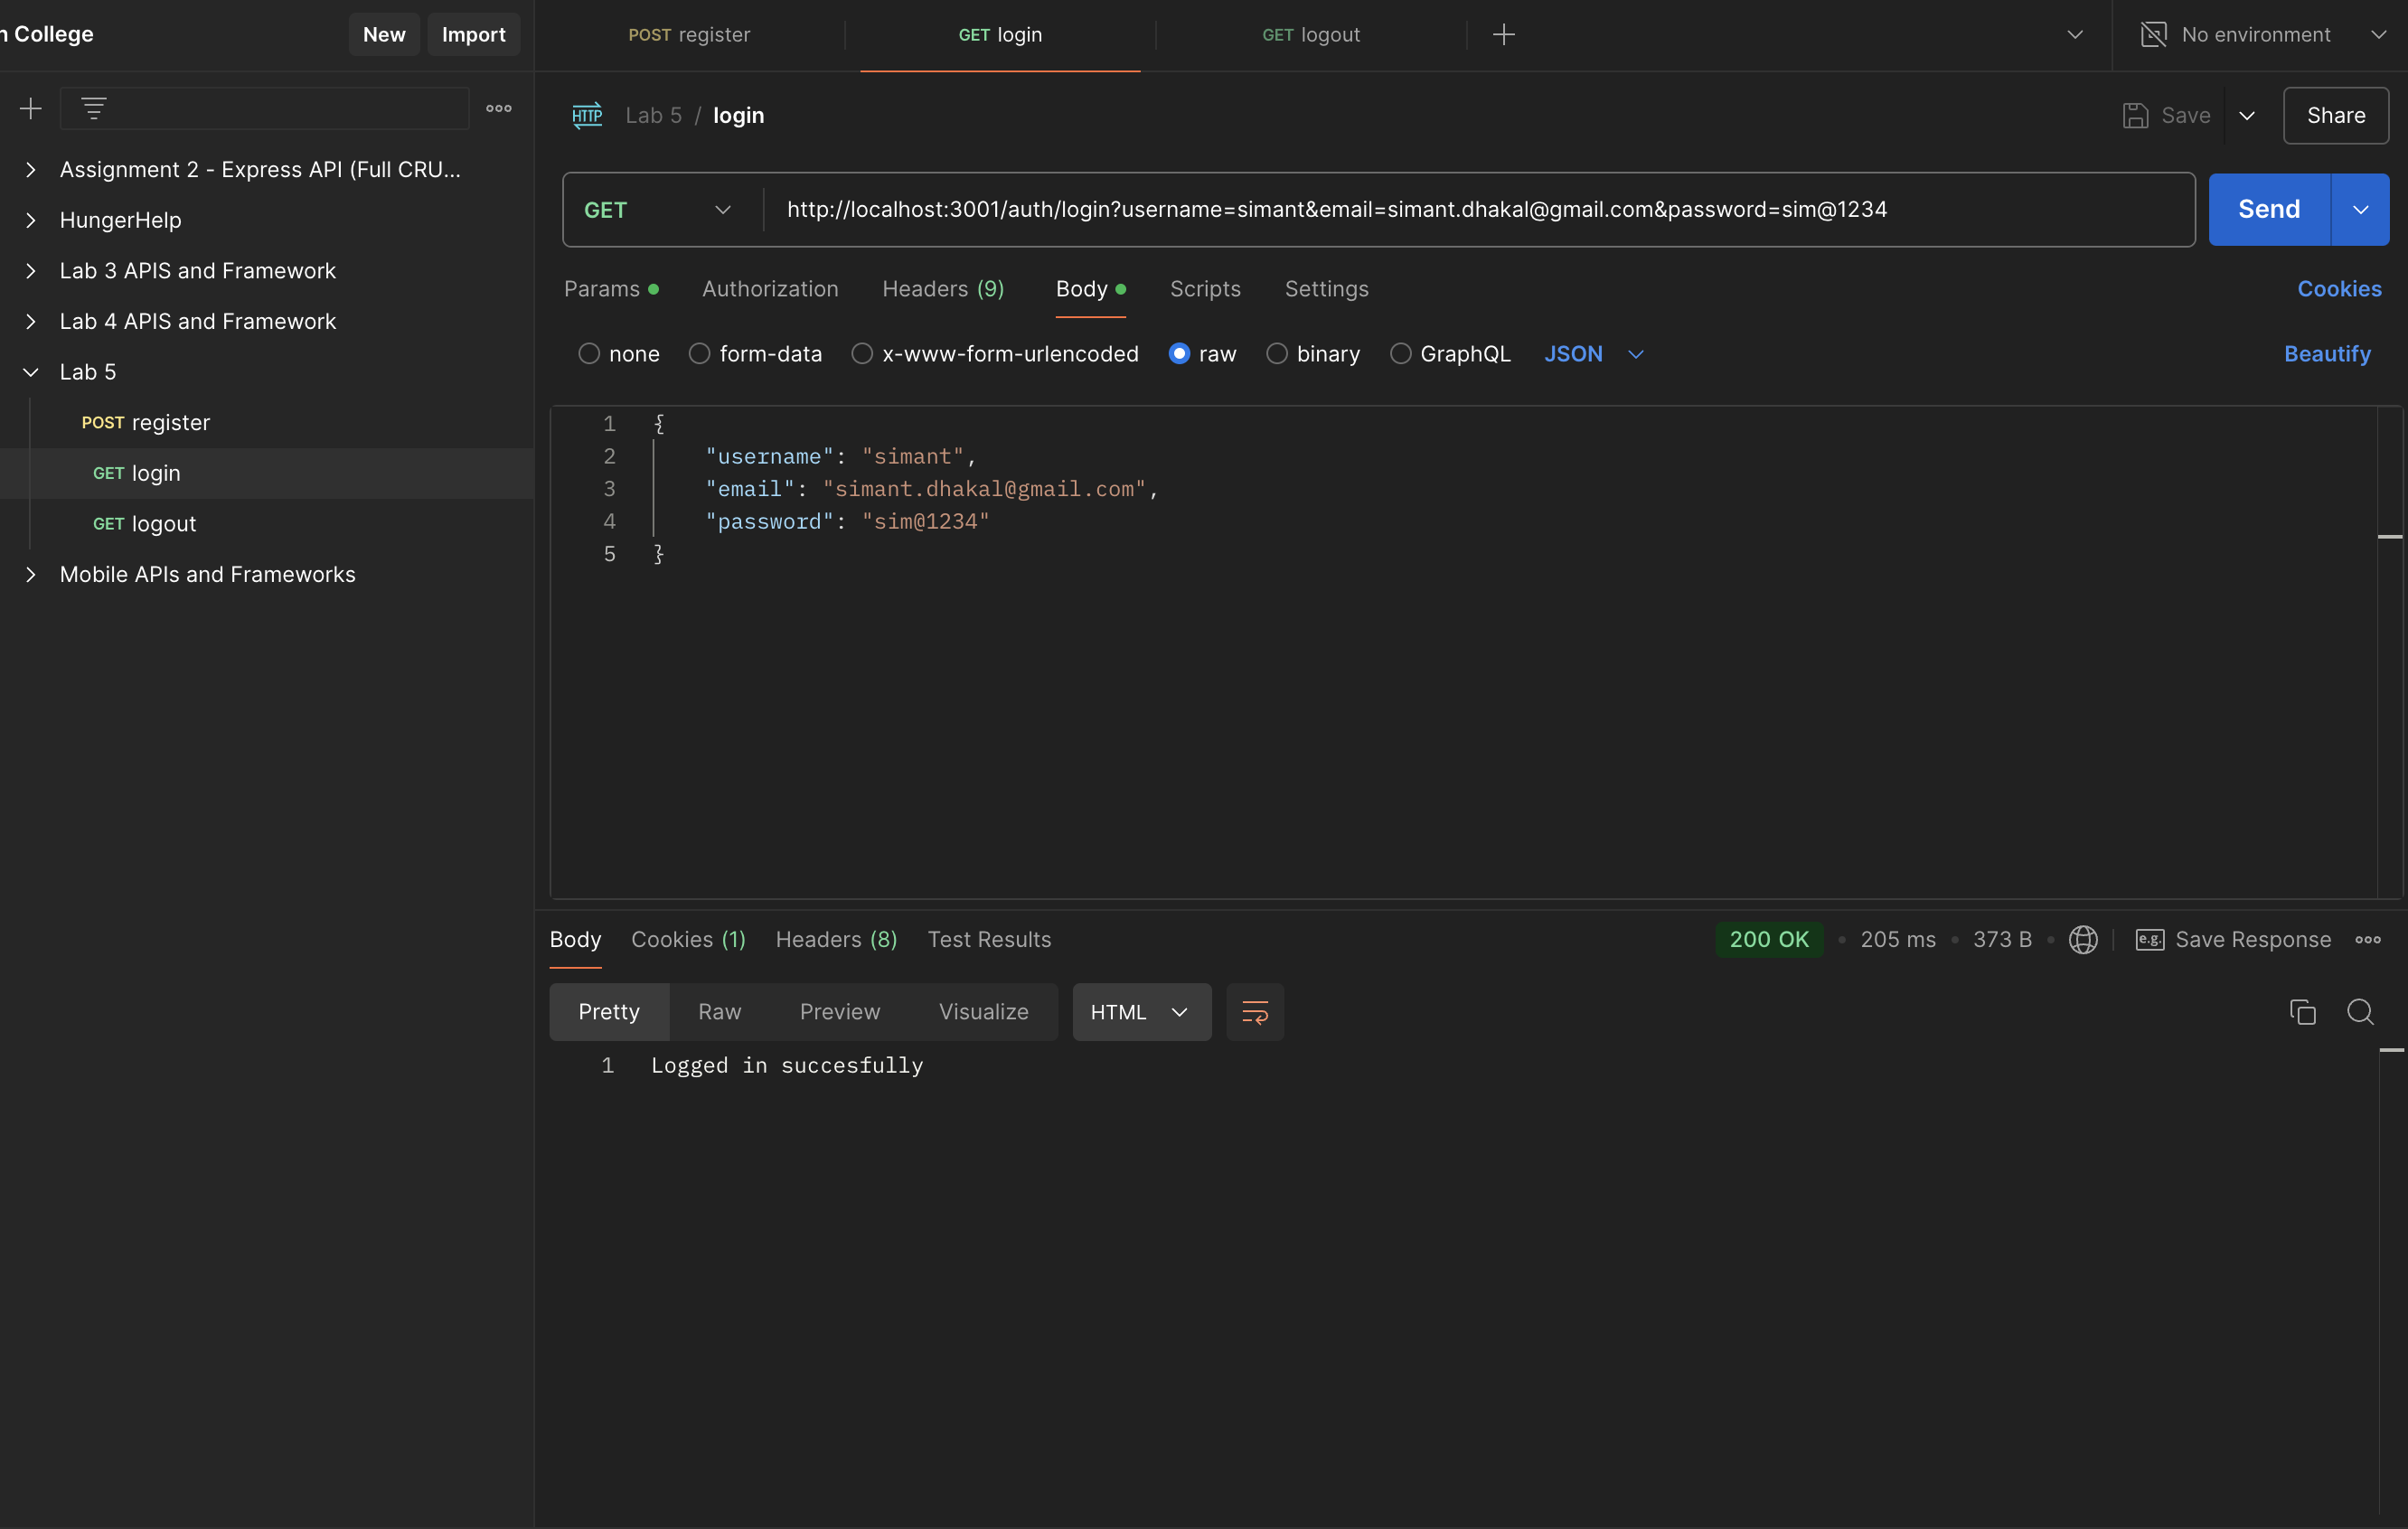 n College
New
Import
POST register
GET login
GET logout
No environment
Assignment 2 - Express API (Full CRU...
HungerHelp
Lab 3 APIS and Framework
Lab 4 APIS and Framework
Lab 5
POST register
GET login
GET logout
Mobile APIs and Frameworks
HTTP
Lab 5 / login
Save
Share
GET
http://localhost:3001/auth/login?username=simant&email=simant.dhakal@gmail.com&password=sim@1234
Send
Params
Authorization
Headers (9)
Body
Scripts
Settings
Cookies
none
form-data
x-www-form-urlencoded
raw
binary
GraphQL
JSON
Beautify
1 {
2 "username": "simant",
3 "email": "simant.dhakal@gmail.com",
4 "password": "sim@1234"
5 }
Body
Cookies (1)
Headers (8)
Test Results
200 OK
205 ms
373 B
e.g.
Save Response
Pretty
Raw
Preview
Visualize
HTML
1 Logged in succesfully